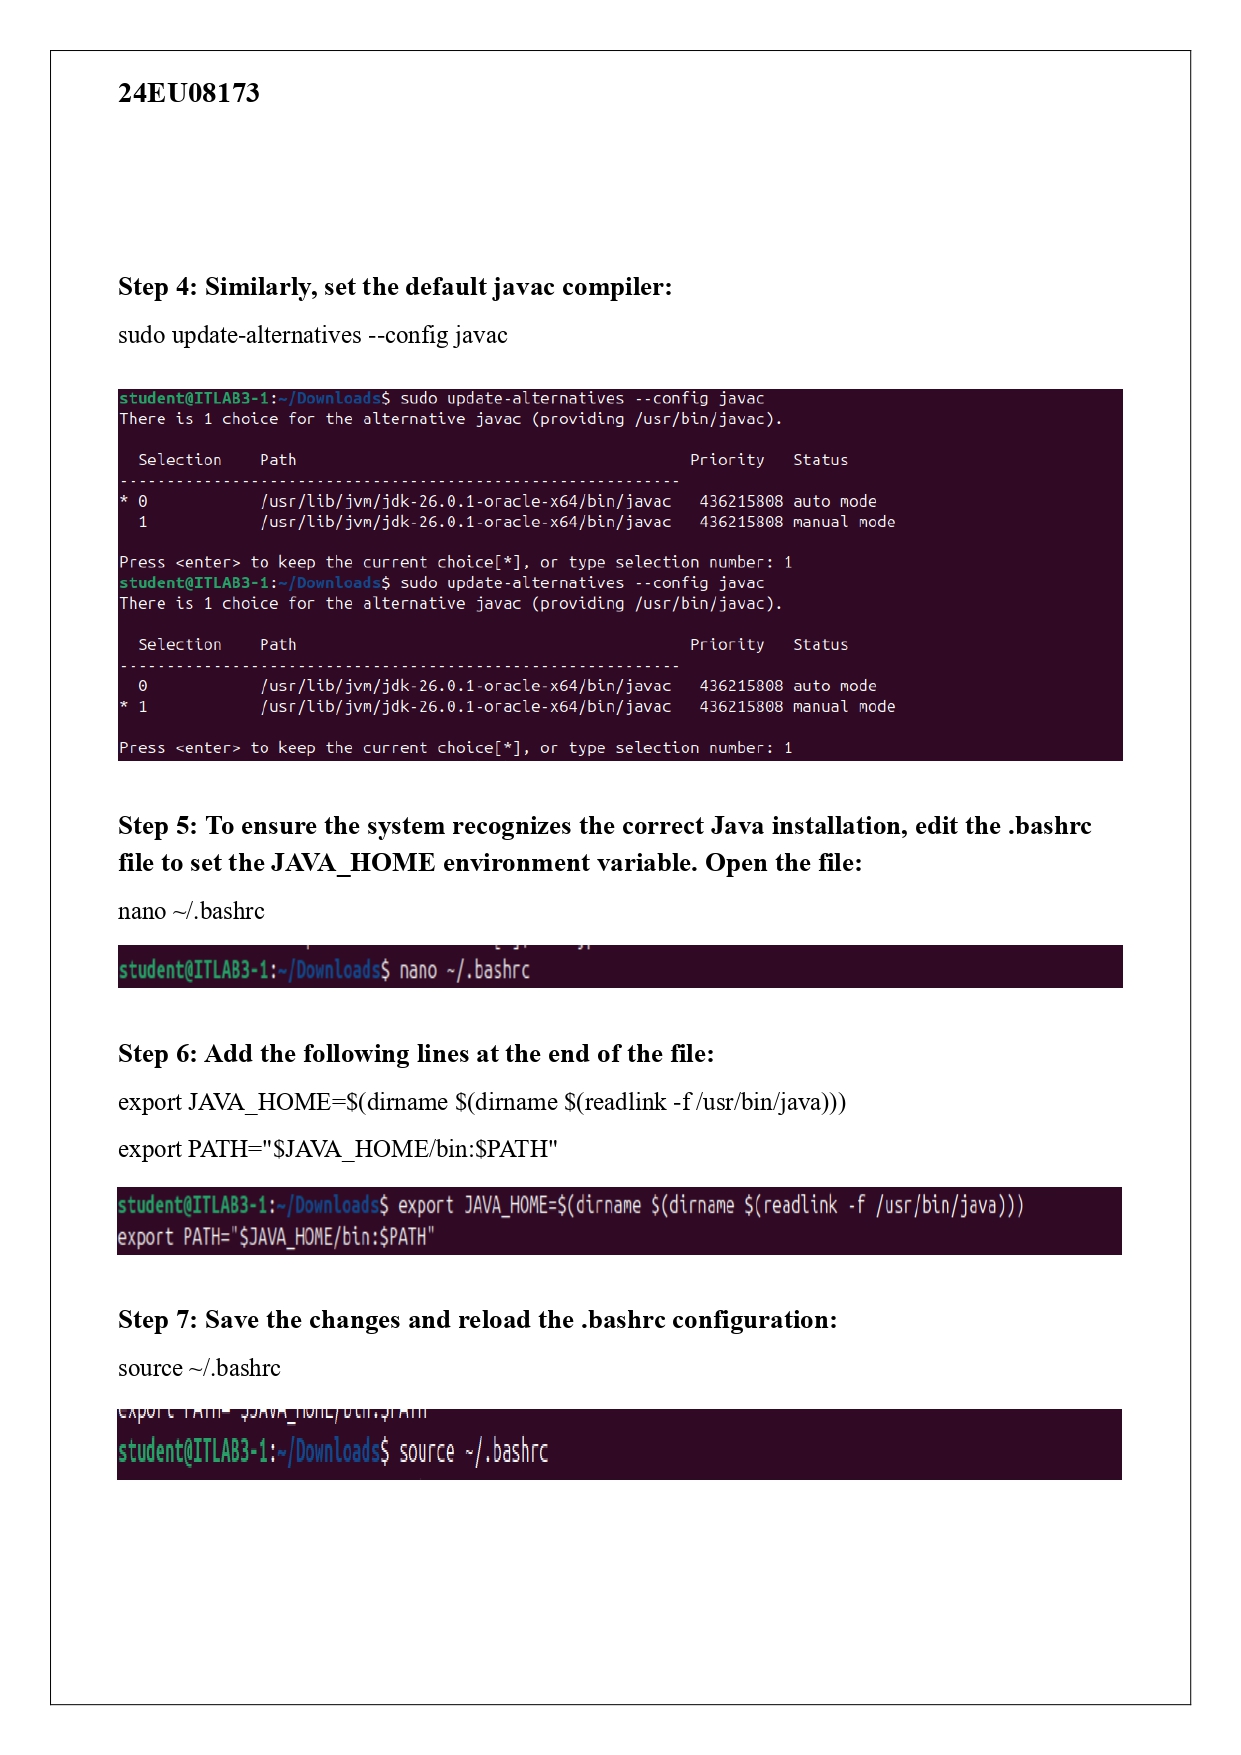 24EU08173
Step 4: Similarly, set the default javac compiler:
sudo update-alternatives --config javac
student@ITLAB3-1:~/Downloads$ sudo update-alternatives --config javac
There is 1 choice for the alternative javac (providing /usr/bin/javac).
Selection Path Priority Status
------------------------------------------------------------
* 0 /usr/lib/jvm/jdk-26.0.1-oracle-x64/bin/javac 436215808 auto mode
1 /usr/lib/jvm/jdk-26.0.1-oracle-x64/bin/javac 436215808 manual mode
Press <enter> to keep the current choice[*], or type selection number: 1
student@ITLAB3-1:~/Downloads$ sudo update-alternatives --config javac
There is 1 choice for the alternative javac (providing /usr/bin/javac).
Selection Path Priority Status
------------------------------------------------------------
0 /usr/lib/jvm/jdk-26.0.1-oracle-x64/bin/javac 436215808 auto mode
* 1 /usr/lib/jvm/jdk-26.0.1-oracle-x64/bin/javac 436215808 manual mode
Press <enter> to keep the current choice[*], or type selection number: 1
Step 5: To ensure the system recognizes the correct Java installation, edit the .bashrc
file to set the JAVA_HOME environment variable. Open the file:
nano ~/.bashrc
student@ITLAB3-1:~/Downloads$ nano ~/.bashrc
Step 6: Add the following lines at the end of the file:
export JAVA_HOME=$(dirname $(dirname $(readlink -f /usr/bin/java)))
export PATH="$JAVA_HOME/bin:$PATH"
student@ITLAB3-1:~/Downloads$ export JAVA_HOME=$(dirname $(dirname $(readlink -f /usr/bin/java)))
export PATH="$JAVA_HOME/bin:$PATH"
Step 7: Save the changes and reload the .bashrc configuration:
source ~/.bashrc
export PATH="$JAVA_HOME/bin:$PATH"
student@ITLAB3-1:~/Downloads$ source ~/.bashrc